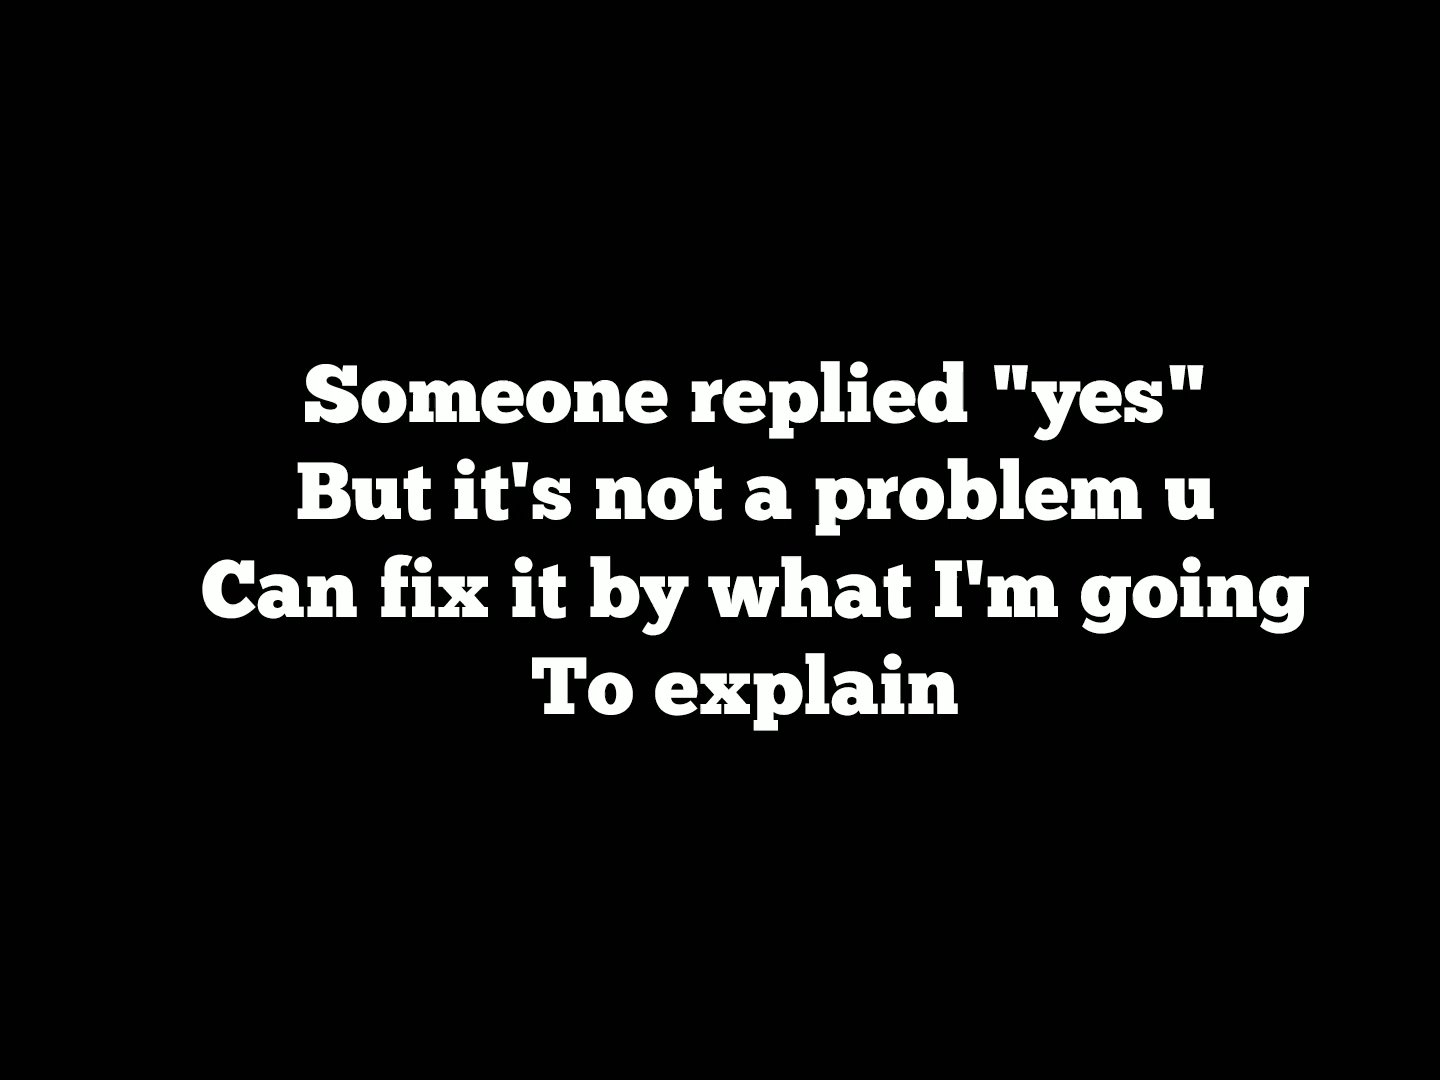 Someone replied "yes"
But it's not a problem u
Can fix it by what I'm going
To explain